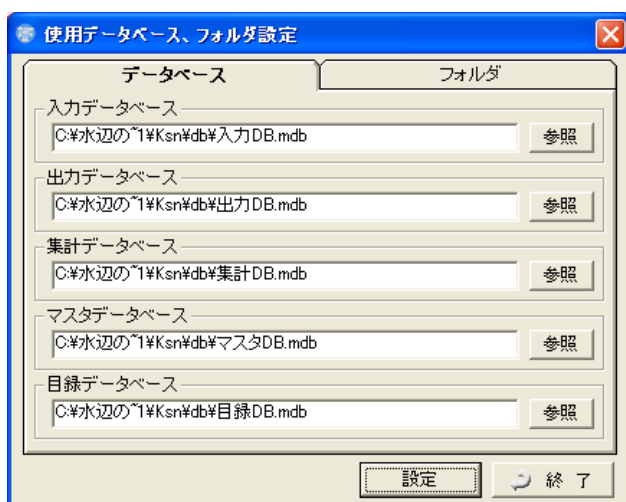 使用データベース、フォルダ設定
データベース フォルダ
入力データベース
C:¥水辺の~1¥Ksn¥db¥入力DB.mdb 参照
出力データベース
C:¥水辺の~1¥Ksn¥db¥出力DB.mdb 参照
集計データベース
C:¥水辺の~1¥Ksn¥db¥集計DB.mdb 参照
マスタデータベース
C:¥水辺の~1¥Ksn¥db¥マスタDB.mdb 参照
目録データベース
C:¥水辺の~1¥Ksn¥db¥目録DB.mdb 参照
設定 終 了